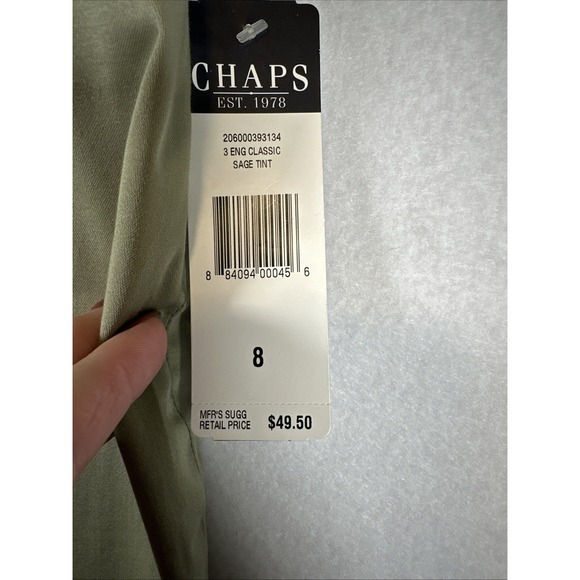 CHAPS
EST. 1978
206000393134
3 ENG CLASSIC
SAGE TINT
8 84094 00045 6
8
MFR'S SUGG
RETAIL PRICE $49.50